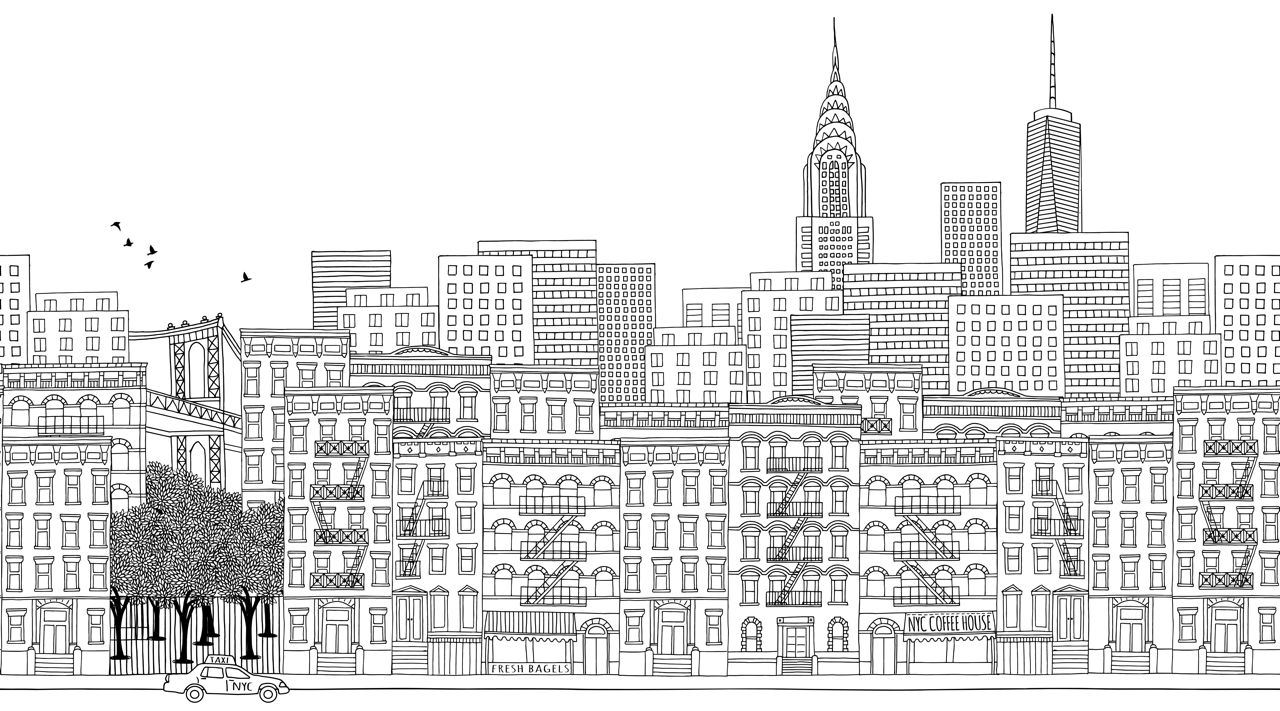 NYC COFFEE HOUSE
FRESH BAGELS
TAXI
NYC